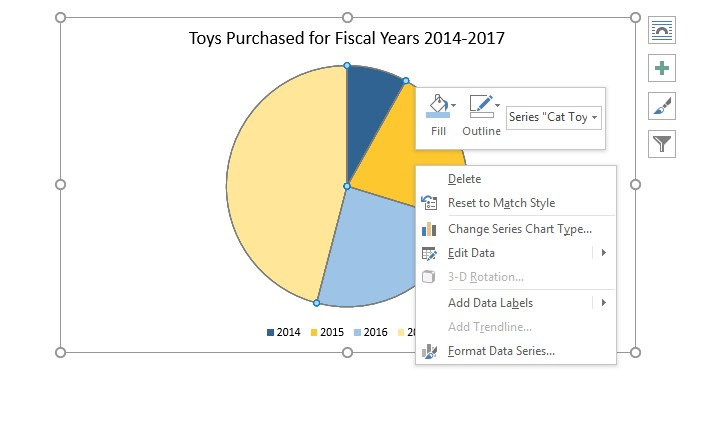 Toys Purchased for Fiscal Years 2014-2017
Fill Outline Series "Cat Toy
Delete
Reset to Match Style
Change Series Chart Type...
Edit Data
3-D Rotation...
Add Data Labels
Add Trendline...
Format Data Series...
2014 2015 2016